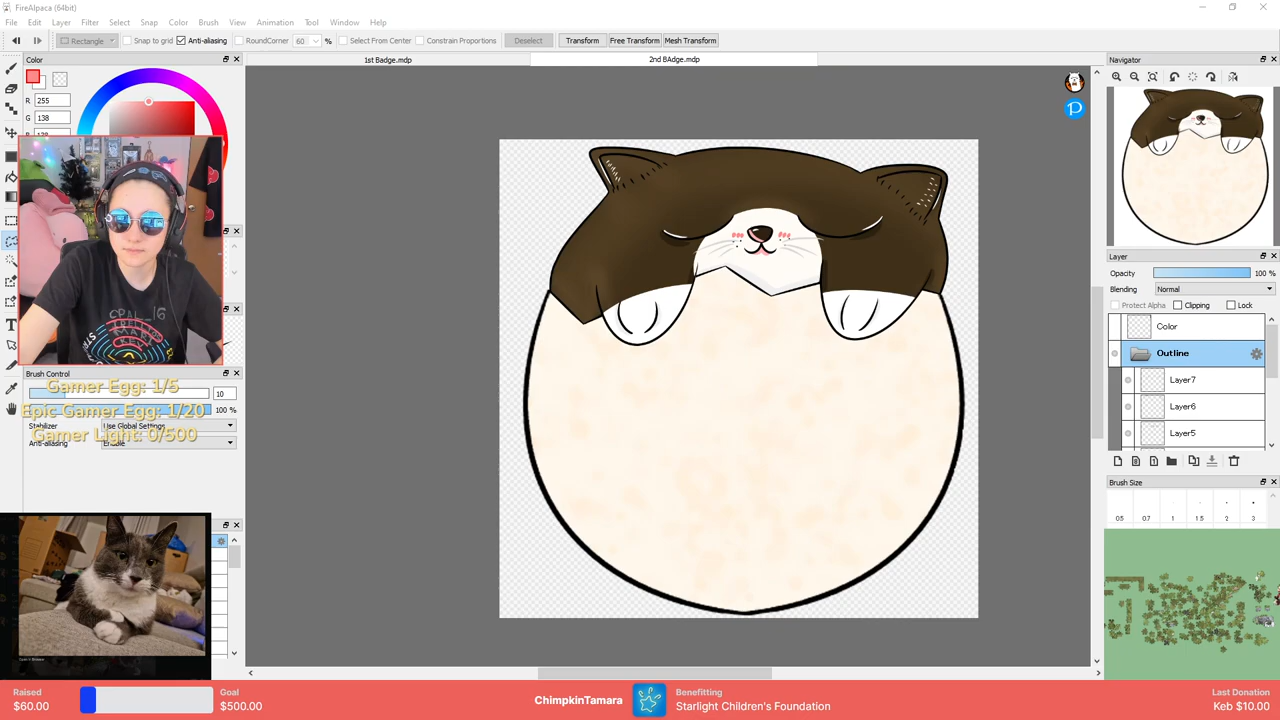 FireAlpaca (64bit)
File Edit Layer Filter Select Snap Color Brush View Animation Tool Window Help
Rectangle Snap to grid Anti-aliasing RoundCorner 60 % Select From Center Constrain Proportions Deselect Transform Free Transform Mesh Transform
Color
1st Badge.mdp
2nd BAdge.mdp
Navigator
R 255
G 138
Layer
Opacity 100 %
Blending Normal
Protect Alpha Clipping Lock
Color
Outline
Layer7
Layer6
Layer5
Brush Control
10
Gamer Egg: 1/5
100 %
Epic Gamer Egg: 1/20
Stabilizer Use Global Settings
Gamer Light: 0/500
Anti-aliasing Enable
Brush Size
0.5 0.7 1 1.5 2 3
Raised
$60.00
Goal
$500.00
ChimpkinTamara
Benefitting
Starlight Children's Foundation
Last Donation
Keb $10.00